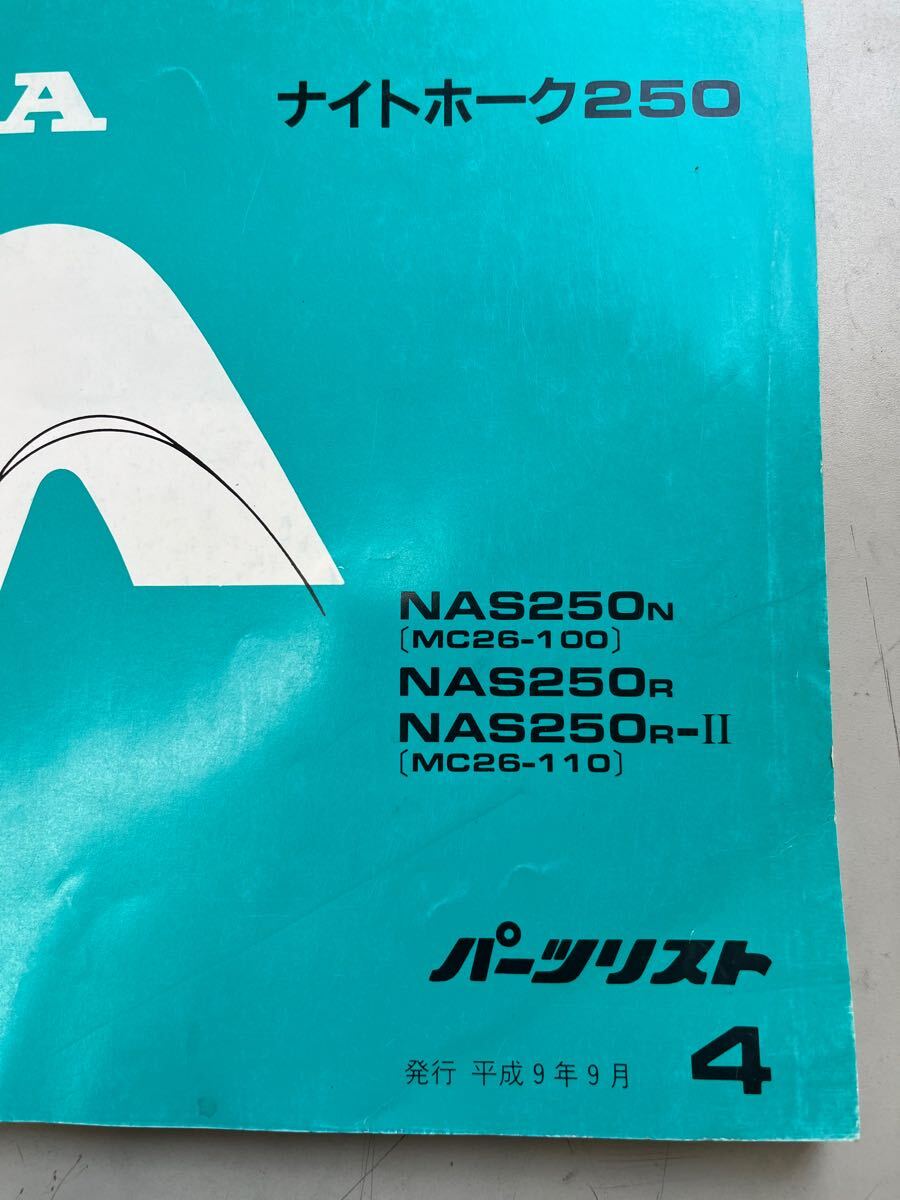 A
ナイトホーク250
NAS250N
〔MC26-100〕
NAS250R
NAS250R-II
〔MC26-110〕
パーツリスト
発行 平成9年9月 4